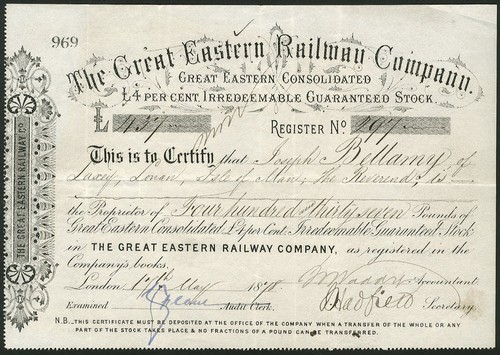 969
The Great Eastern Railway Company.
GREAT EASTERN CONSOLIDATED
£4 PER CENT. IRREDEEMABLE GUARANTEED STOCK.
£ 437 REGISTER No 297
This is to Certify that Joseph Bellamy of
Laxey, Lonan, Isle of Man, the Reverend, is
the Proprietor of Four hundred & thirty seven Pounds of
Great Eastern Consolidated £4 per Cent. Irredeemable Guaranteed Stock
in THE GREAT EASTERN RAILWAY COMPANY, as registered in the
Company's books.
London, May 18 Accountant.
Examined Audit Clerk. Hadfield Secretary.
N.B. THIS CERTIFICATE MUST BE DEPOSITED AT THE OFFICE OF THE COMPANY WHEN A TRANSFER OF THE WHOLE OR ANY
PART OF THE STOCK TAKES PLACE & NO FRACTIONS OF A POUND CAN BE TRANSFERRED.
THE GREAT EASTERN RAILWAY CO.